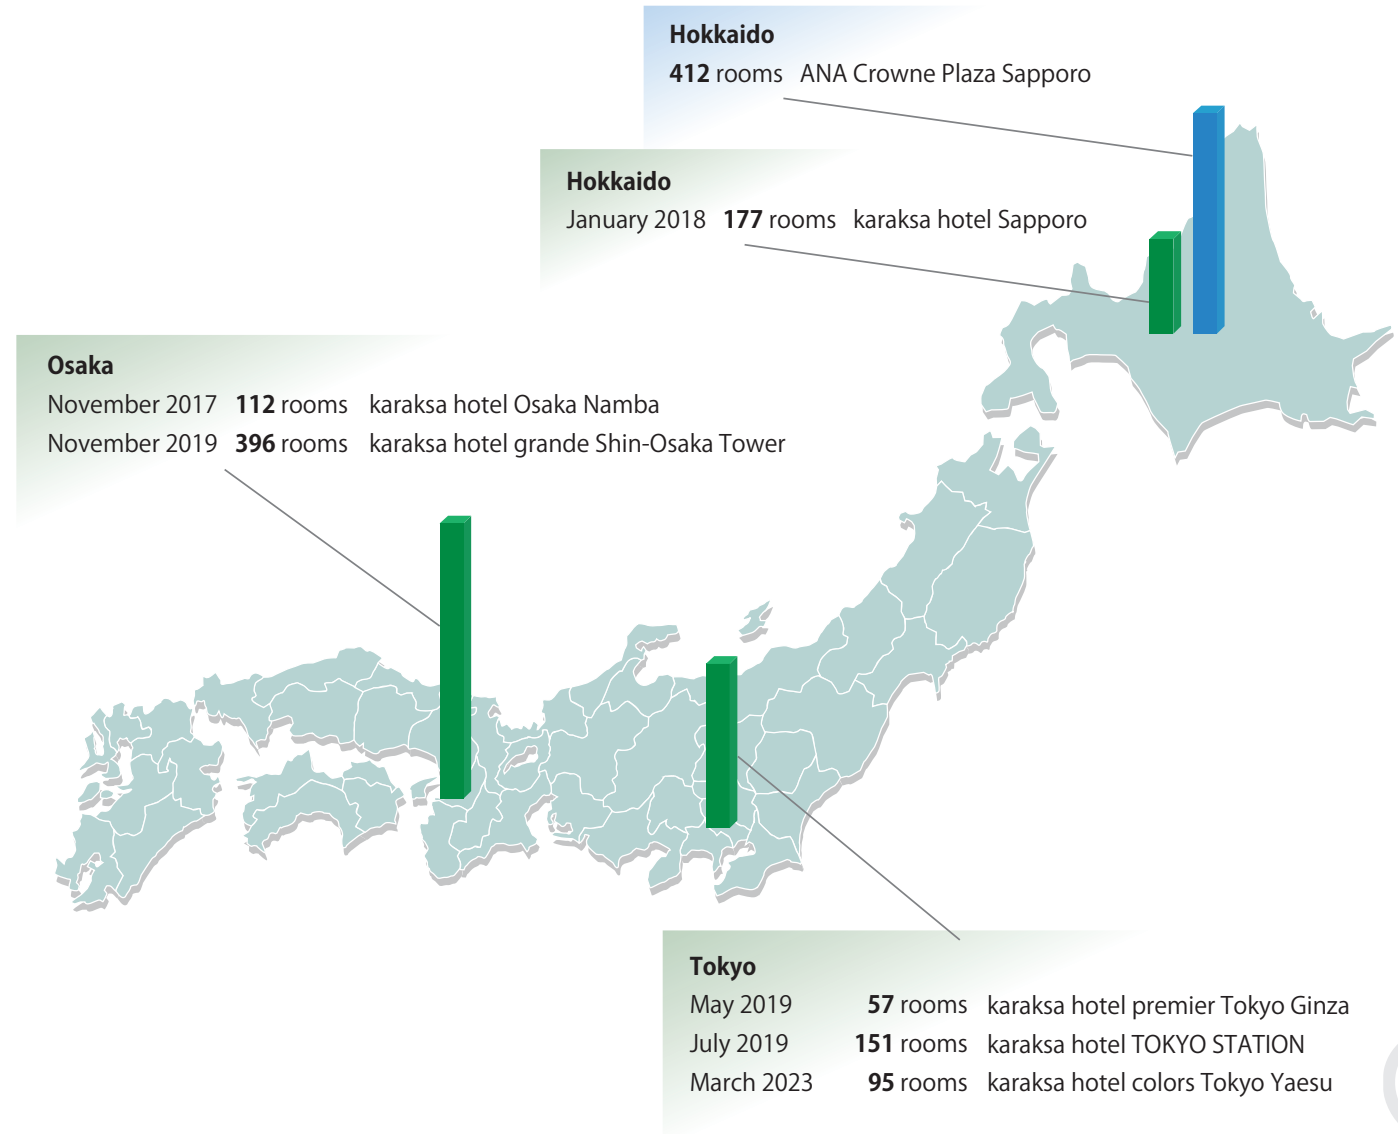 Hokkaido
412 rooms ANA Crowne Plaza Sapporo
Hokkaido
January 2018 177 rooms karaksa hotel Sapporo
Osaka
November 2017 112 rooms karaksa hotel Osaka Namba
November 2019 396 rooms karaksa hotel grande Shin-Osaka Tower
Tokyo
May 2019 57 rooms karaksa hotel premier Tokyo Ginza
July 2019 151 rooms karaksa hotel TOKYO STATION
March 2023 95 rooms karaksa hotel colors Tokyo Yaesu